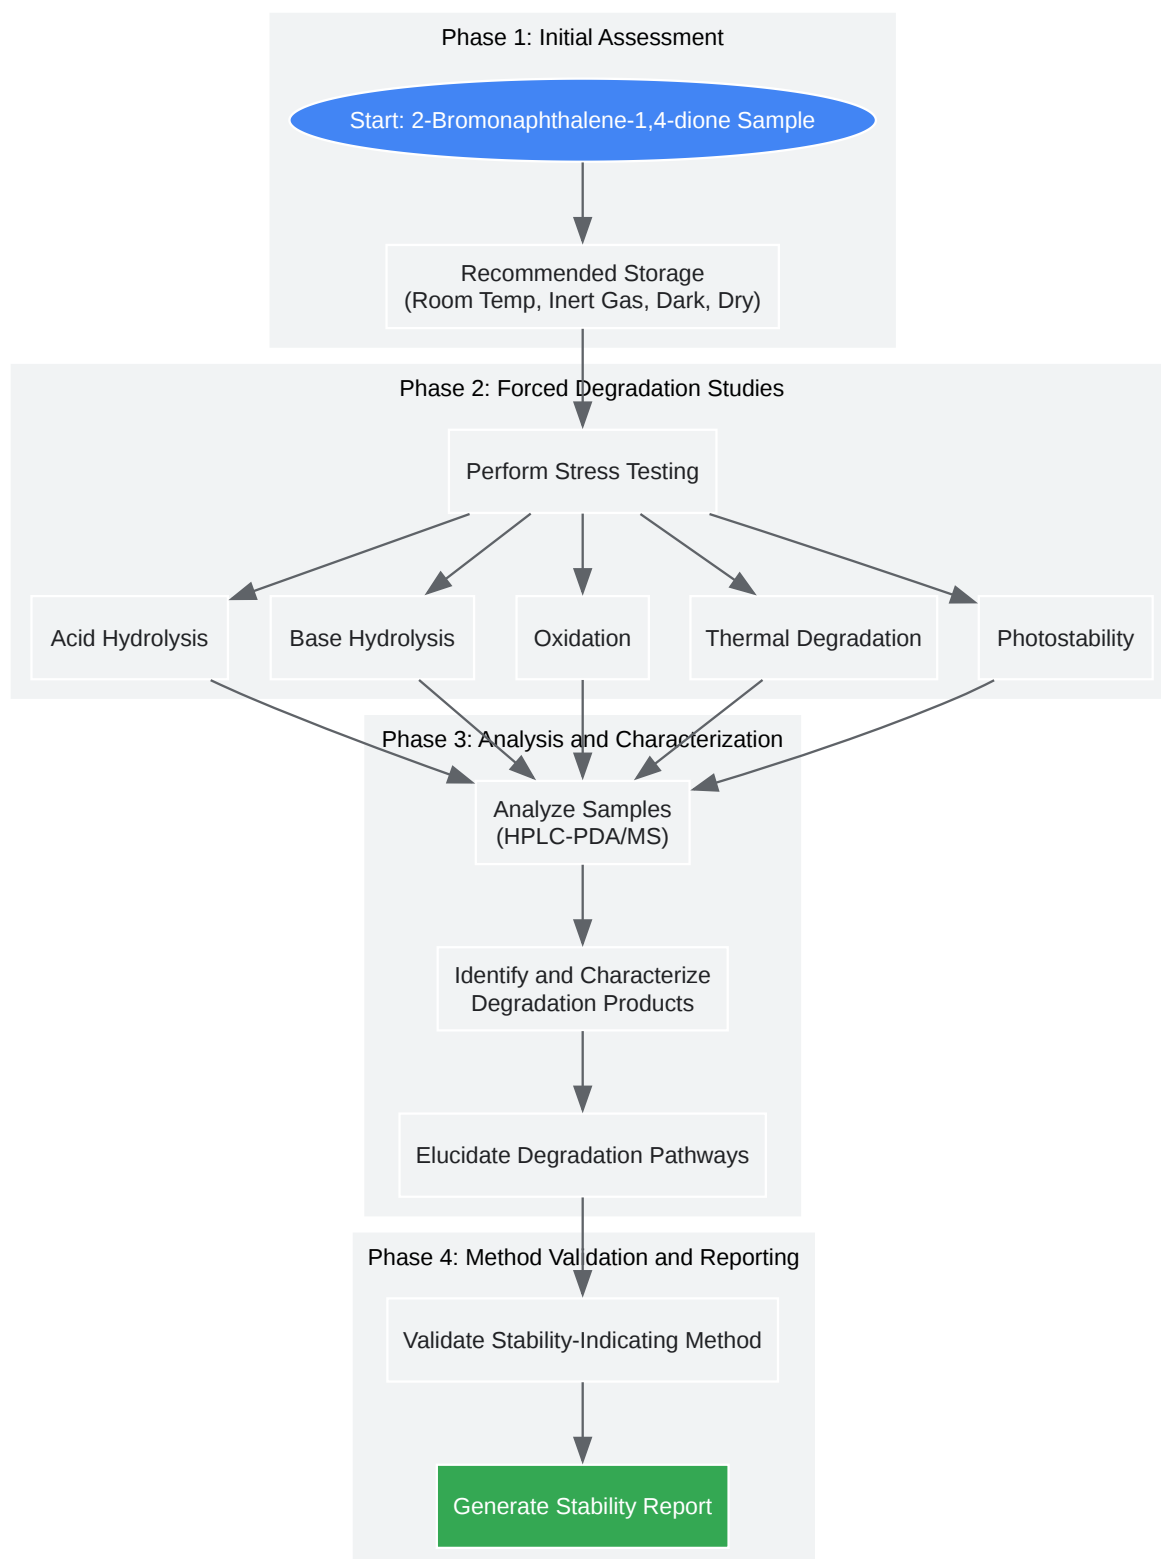 Phase 1: Initial Assessment
Start: 2-Bromonaphthalene-1,4-dione Sample
Recommended Storage
(Room Temp, Inert Gas, Dark, Dry)
Phase 2: Forced Degradation Studies
Perform Stress Testing
Acid Hydrolysis
Base Hydrolysis
Oxidation
Thermal Degradation
Photostability
Phase 3: Analysis and Characterization
Analyze Samples
(HPLC-PDA/MS)
Identify and Characterize
Degradation Products
Elucidate Degradation Pathways
Phase 4: Method Validation and Reporting
Validate Stability-Indicating Method
Generate Stability Report